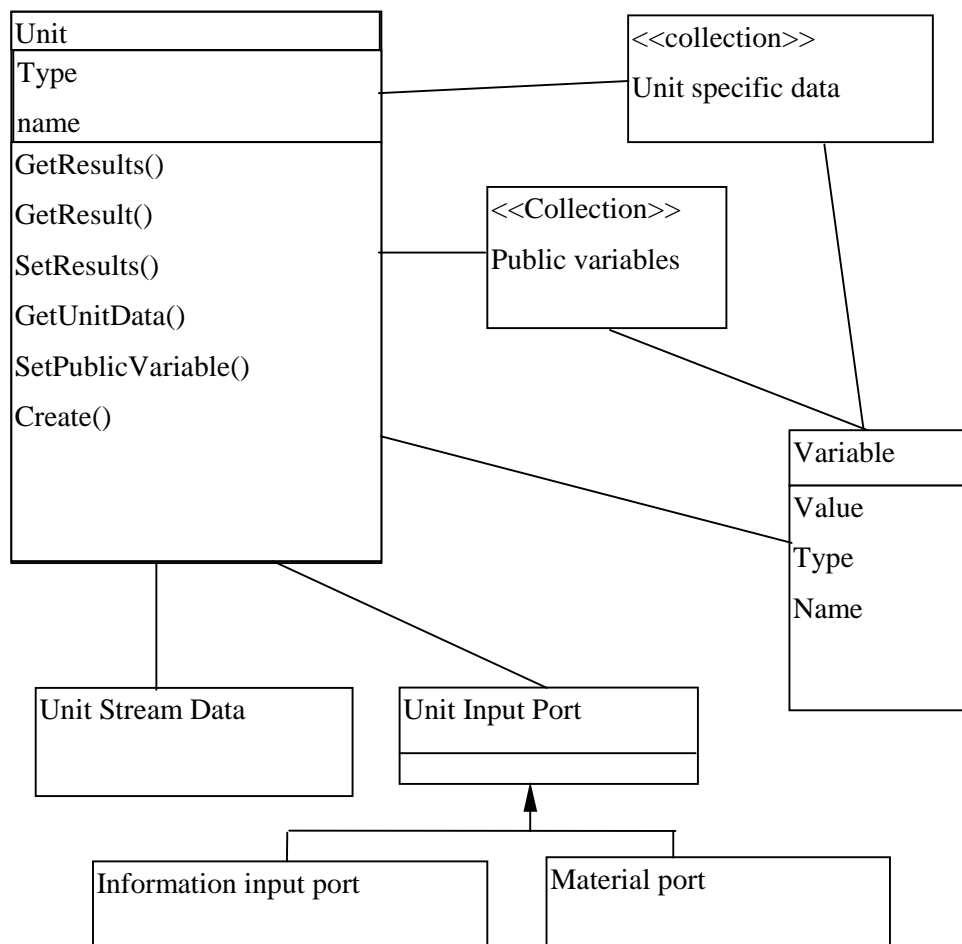 Unit
Type
name
GetResults()
GetResult()
SetResults()
GetUnitData()
SetPublicVariable()
Create()
<<collection>>
Unit specific data
<<Collection>>
Public variables
Variable
Value
Type
Name
Unit Stream Data
Unit Input Port
Information input port
Material port